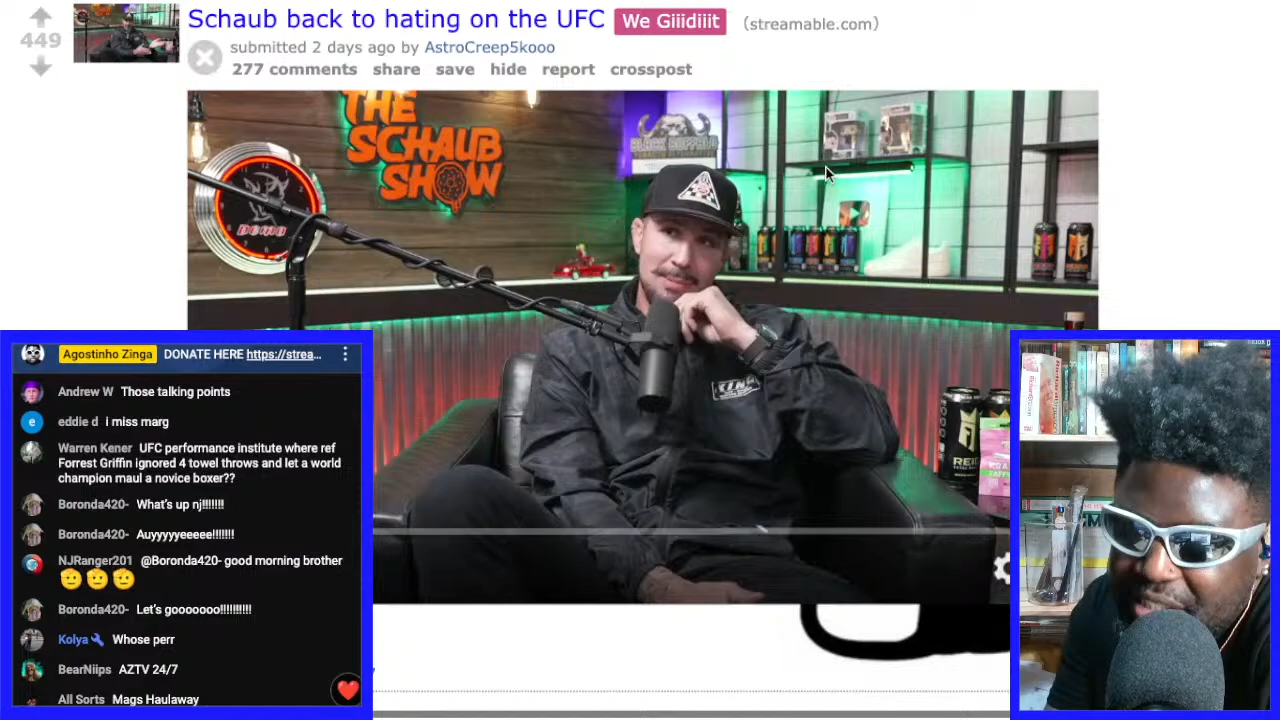 Schaub back to hating on the UFC We Giiidiiit (streamable.com)
449
submitted 2 days ago by AstroCreep5kooo
277 comments share save hide report crosspost
THE
SCHAUB
SHOW
BLACK BUFFALO
DEMON
Agostinho Zinga DONATE HERE https://strea...
Andrew W Those talking points
eddie d i miss marg
Warren Kener UFC performance institute where ref
Forrest Griffin ignored 4 towel throws and let a world
champion maul a novice boxer??
Boronda420- What's up nj!!!!!!!
Boronda420- Auyyyyyeeeee!!!!!!!
NJRanger201 @Boronda420- good morning brother
🫡🫡🫡
Boronda420- Let's gooooooo!!!!!!!!!!
Kolya Whose perr
BearNiips AZTV 24/7
All Sorts Mags Haulaway